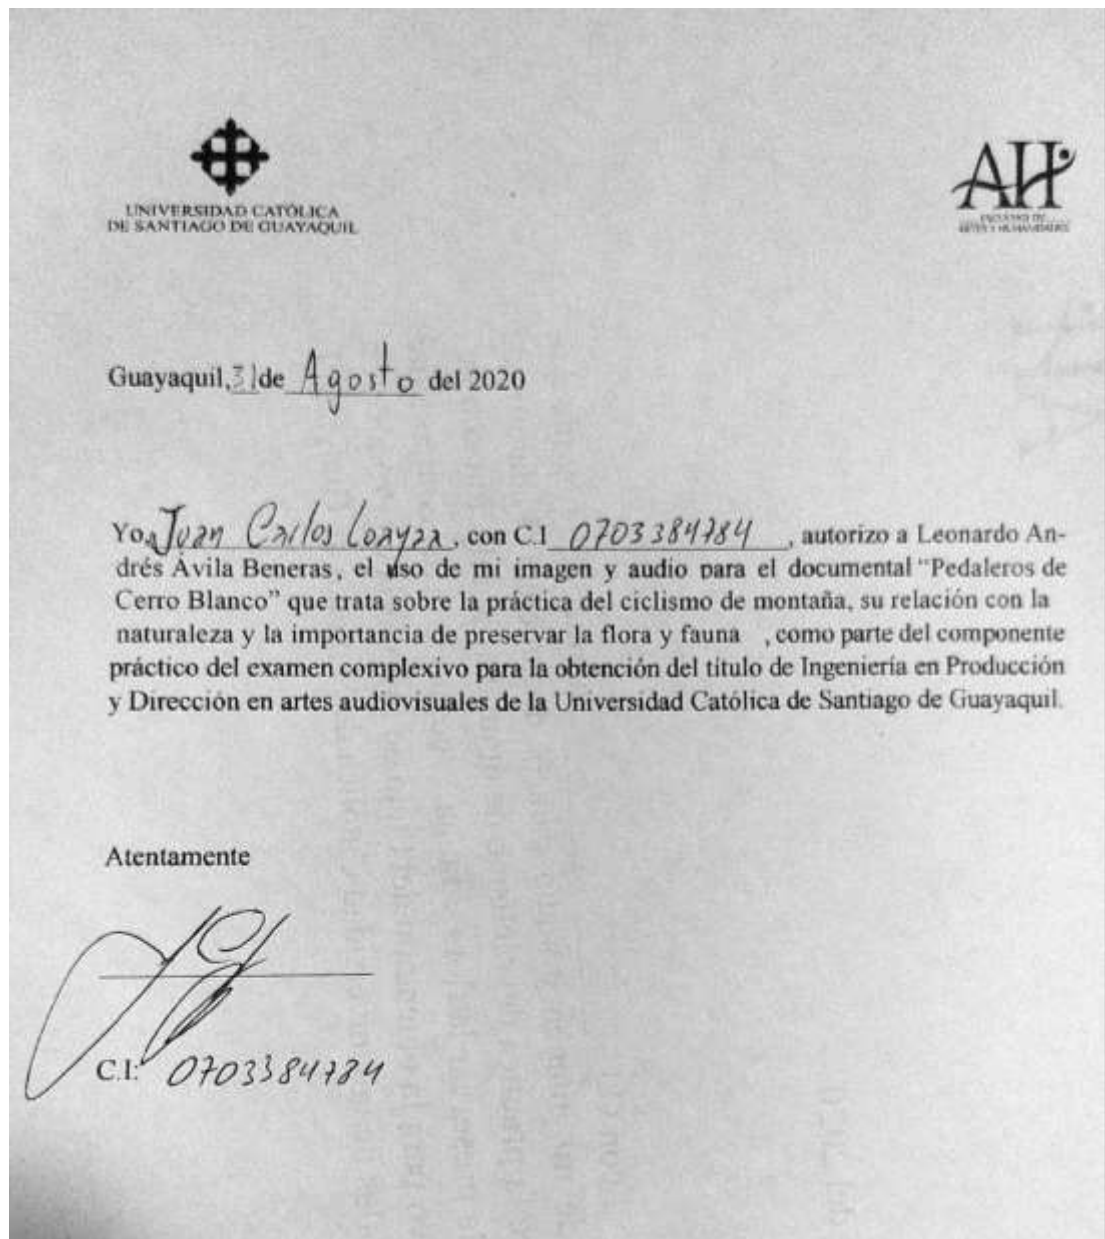 UNIVERSIDAD CATÓLICA
DE SANTIAGO DE GUAYAQUIL
AH
FACULTAD DE
ARTES Y HUMANIDADES
Guayaquil, 31 de Agosto del 2020
Yo, Juan Carlos Loayza, con C.I 0703384784, autorizo a Leonardo An-
drés Avila Beneras, el uso de mi imagen y audio para el documental “Pedaleros de
Cerro Blanco” que trata sobre la práctica del ciclismo de montaña, su relación con la
naturaleza y la importancia de preservar la flora y fauna , como parte del componente
práctico del examen complexivo para la obtención del título de Ingeniería en Producción
y Dirección en artes audiovisuales de la Universidad Católica de Santiago de Guayaquil.
Atentamente
C.I: 0703384784